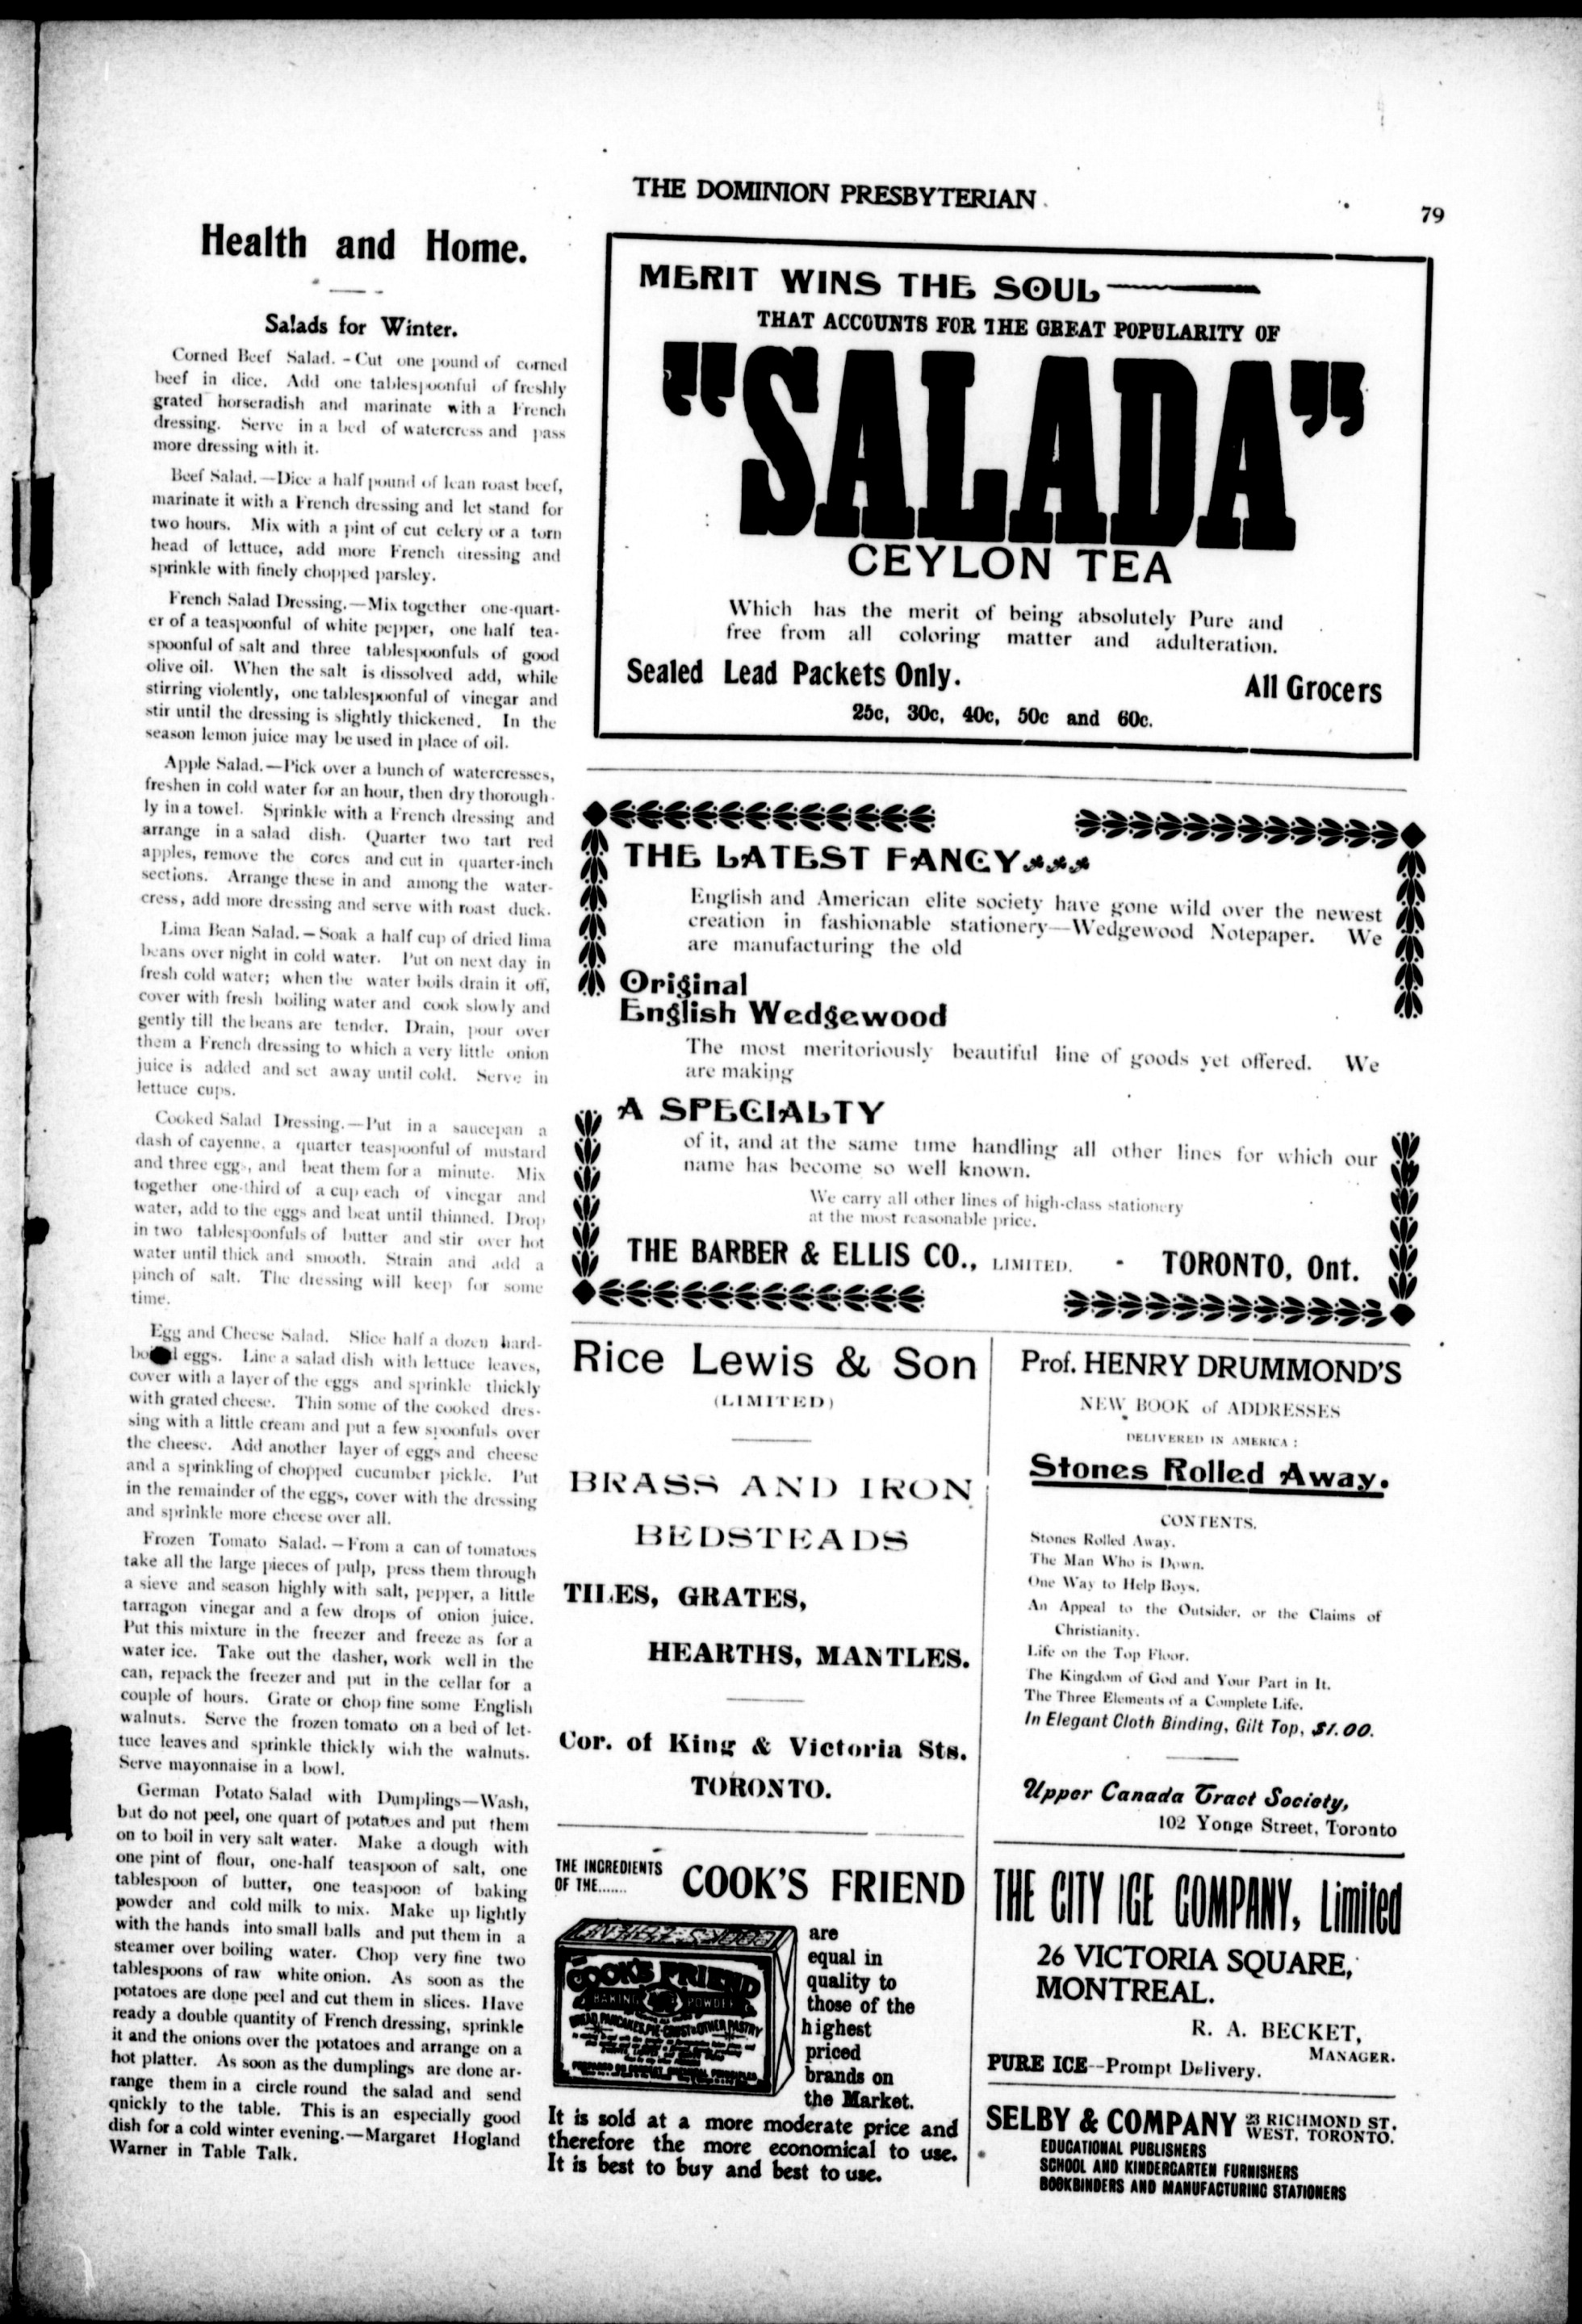 THE DOMINION PRESBYTERIAN
79
Health and Home.
Salads for Winter.
Corned Beef Salad. - Cut one pound of corned
beef in dice. Add one tablespoonful of freshly
grated horseradish and marinate with a French
dressing. Serve in a bed of watercress and pass
more dressing with it.
Beef Salad.—Dice a half pound of lean roast beef,
marinate it with a French dressing and let stand for
two hours. Mix with a pint of cut celery or a torn
head of lettuce, add more French dressing and
sprinkle with finely chopped parsley.
French Salad Dressing.—Mix together one-quart-
er of a teaspoonful of white pepper, one half tea-
spoonful of salt and three tablespoonfuls of good
olive oil. When the salt is dissolved add, while
stirring violently, one tablespoonful of vinegar and
stir until the dressing is slightly thickened. In the
season lemon juice may be used in place of oil.
Apple Salad.—Pick over a bunch of watercresses,
freshen in cold water for an hour, then dry thorough-
ly in a towel. Sprinkle with a French dressing and
arrange in a salad dish. Quarter two tart red
apples, remove the cores and cut in quarter-inch
sections. Arrange these in and among the water-
cress, add more dressing and serve with roast duck.
Lima Bean Salad.—Soak a half cup of dried lima
beans over night in cold water. Put on next day in
fresh cold water; when the water boils drain it off,
cover with fresh boiling water and cook slowly and
gently till the beans are tender. Drain, pour over
them a French dressing to which a very little onion
juice is added and set away until cold. Serve in
lettuce cups.
Cooked Salad Dressing.—Put in a saucepan a
dash of cayenne, a quarter teaspoonful of mustard
and three eggs, and beat them for a minute. Mix
together one-third of a cup each of vinegar and
water, add to the eggs and beat until thinned. Drop
in two tablespoonfuls of butter and stir over hot
water until thick and smooth. Strain and add a
pinch of salt. The dressing will keep for some
time.
Egg and Cheese Salad. Slice half a dozen hard-
boiled eggs. Line a salad dish with lettuce leaves,
cover with a layer of the eggs and sprinkle thickly
with grated cheese. Thin some of the cooked dres-
sing with a little cream and put a few spoonfuls over
the cheese. Add another layer of eggs and cheese
and a sprinkling of chopped cucumber pickle. Put
in the remainder of the eggs, cover with the dressing
and sprinkle more cheese over all.
Frozen Tomato Salad.—From a can of tomatoes
take all the large pieces of pulp, press them through
a sieve and season highly with salt, pepper, a little
tarragon vinegar and a few drops of onion juice.
Put this mixture in the freezer and freeze as for a
water ice. Take out the dasher, work well in the
can, repack the freezer and put in the cellar for a
couple of hours. Grate or chop fine some English
walnuts. Serve the frozen tomato on a bed of let-
tuce leaves and sprinkle thickly with the walnuts.
Serve mayonnaise in a bowl.
German Potato Salad with Dumplings—Wash,
but do not peel, one quart of potatoes and put them
on to boil in very salt water. Make a dough with
one pint of flour, one-half teaspoon of salt, one
tablespoon of butter, one teaspoon of baking
powder and cold milk to mix. Make up lightly
with the hands into small balls and put them in a
steamer over boiling water. Chop very fine two
tablespoons of raw white onion. As soon as the
potatoes are done peel and cut them in slices. Have
ready a double quantity of French dressing, sprinkle
it and the onions over the potatoes and arrange on a
hot platter. As soon as the dumplings are done ar-
range them in a circle round the salad and send
qnickly to the table. This is an especially good
dish for a cold winter evening.—Margaret Hogland
Warner in Table Talk.
MERIT WINS THE SOUL
THAT ACCOUNTS FOR THE GREAT POPULARITY OF
"SALADA"
CEYLON TEA
Which has the merit of being absolutely Pure and
free from all coloring matter and adulteration.
Sealed Lead Packets Only. All Grocers
25c, 30c, 40c, 50c and 60c.
THE LATEST FANCY
English and American elite society have gone wild over the newest
creation in fashionable stationery—Wedgewood Notepaper. We
are manufacturing the old
Original
English Wedgewood
The most meritoriously beautiful line of goods yet offered. We
are making
A SPECIALTY
of it, and at the same time handling all other lines for which our
name has become so well known.
We carry all other lines of high-class stationery
at the most reasonable price.
THE BARBER & ELLIS CO., LIMITED, - TORONTO, Ont.
Rice Lewis & Son
(LIMITED)
BRASS AND IRON
BEDSTEADS
TILES, GRATES,
HEARTHS, MANTLES.
Cor. of King & Victoria Sts.
TORONTO.
THE INGREDIENTS
OF THE.......
COOK'S FRIEND
COOK'S FRIEND
BAKING POWDER
are
equal in
quality to
those of the
highest
priced
brands on
the Market.
It is sold at a more moderate price and
therefore the more economical to use.
It is best to buy and best to use.
Prof. HENRY DRUMMOND'S
NEW BOOK of ADDRESSES
DELIVERED IN AMERICA:
Stones Rolled Away.
CONTENTS.
Stones Rolled Away.
The Man Who is Down.
One Way to Help Boys.
An Appeal to the Outsider, or the Claims of
Christianity.
Life on the Top Floor.
The Kingdom of God and Your Part in It.
The Three Elements of a Complete Life.
In Elegant Cloth Binding, Gilt Top, $1.00.
Upper Canada Tract Society,
102 Yonge Street, Toronto
THE CITY ICE COMPANY, Limited
26 VICTORIA SQUARE,
MONTREAL.
R. A. BECKET,
MANAGER.
PURE ICE--Prompt Delivery.
SELBY & COMPANY 23 RICHMOND ST.
WEST, TORONTO.
EDUCATIONAL PUBLISHERS
SCHOOL AND KINDERGARTEN FURNISHERS
BOOKBINDERS AND MANUFACTURING STATIONERS